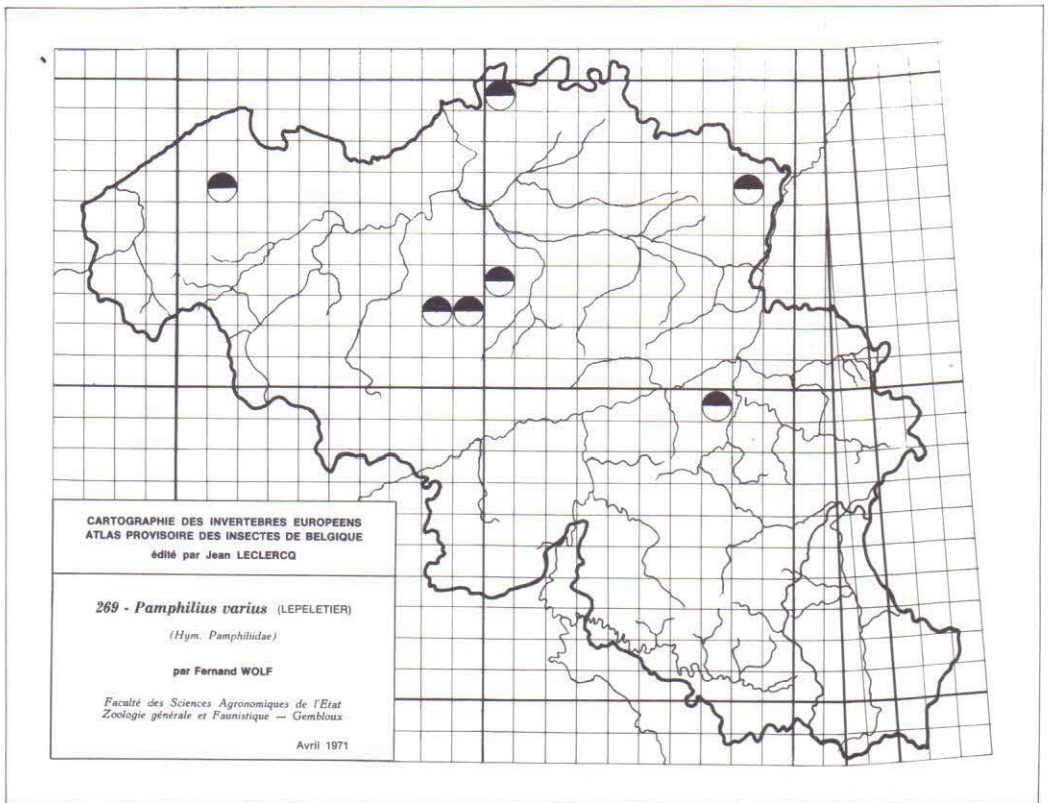 CARTOGRAPHIE DES INVERTEBRES EUROPEENS
ATLAS PROVISOIRE DES INSECTES DE BELGIQUE
édité par Jean LECLERCQ
269 - Pamphilius varius (LEPELETIER)
(Hym. Pamphiliidae)
par Fernand WOLF
Faculté des Sciences Agronomiques de l'Etat
Zoologie générale et Faunistique — Gembloux
Avril 1971